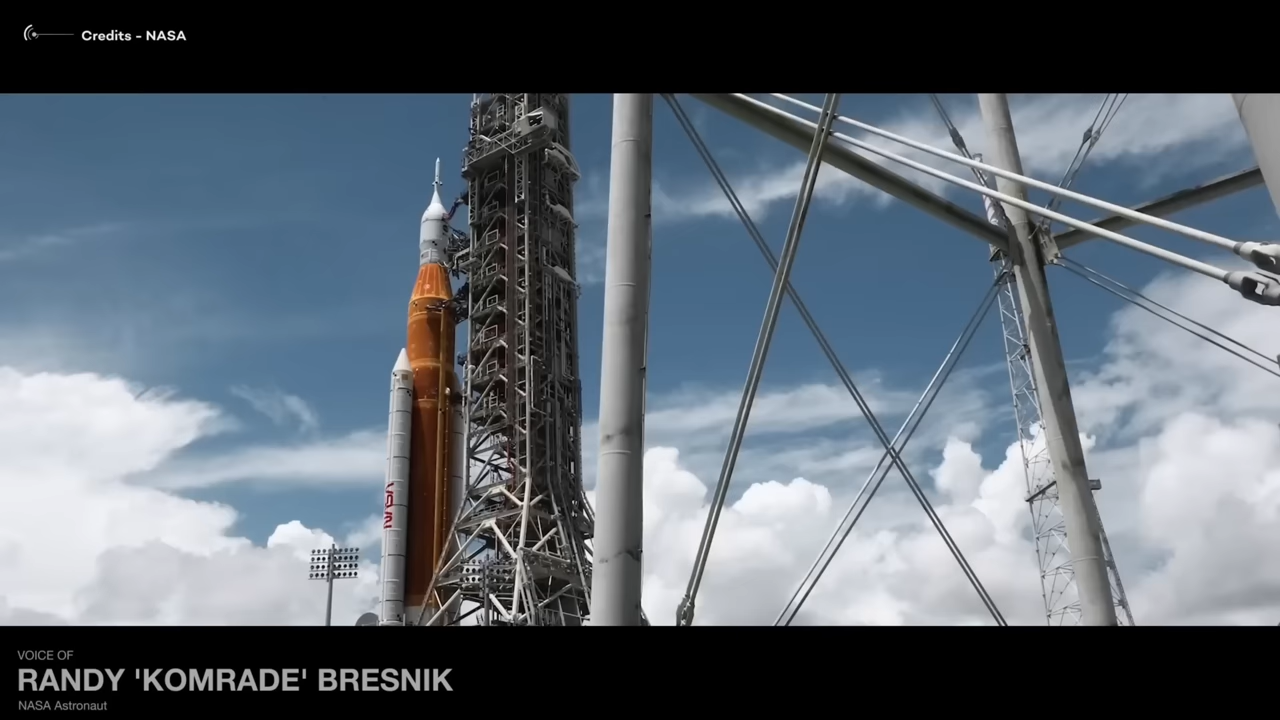 Credits - NASA
VOICE OF
RANDY 'KOMRADE' BRESNIK
NASA Astronaut